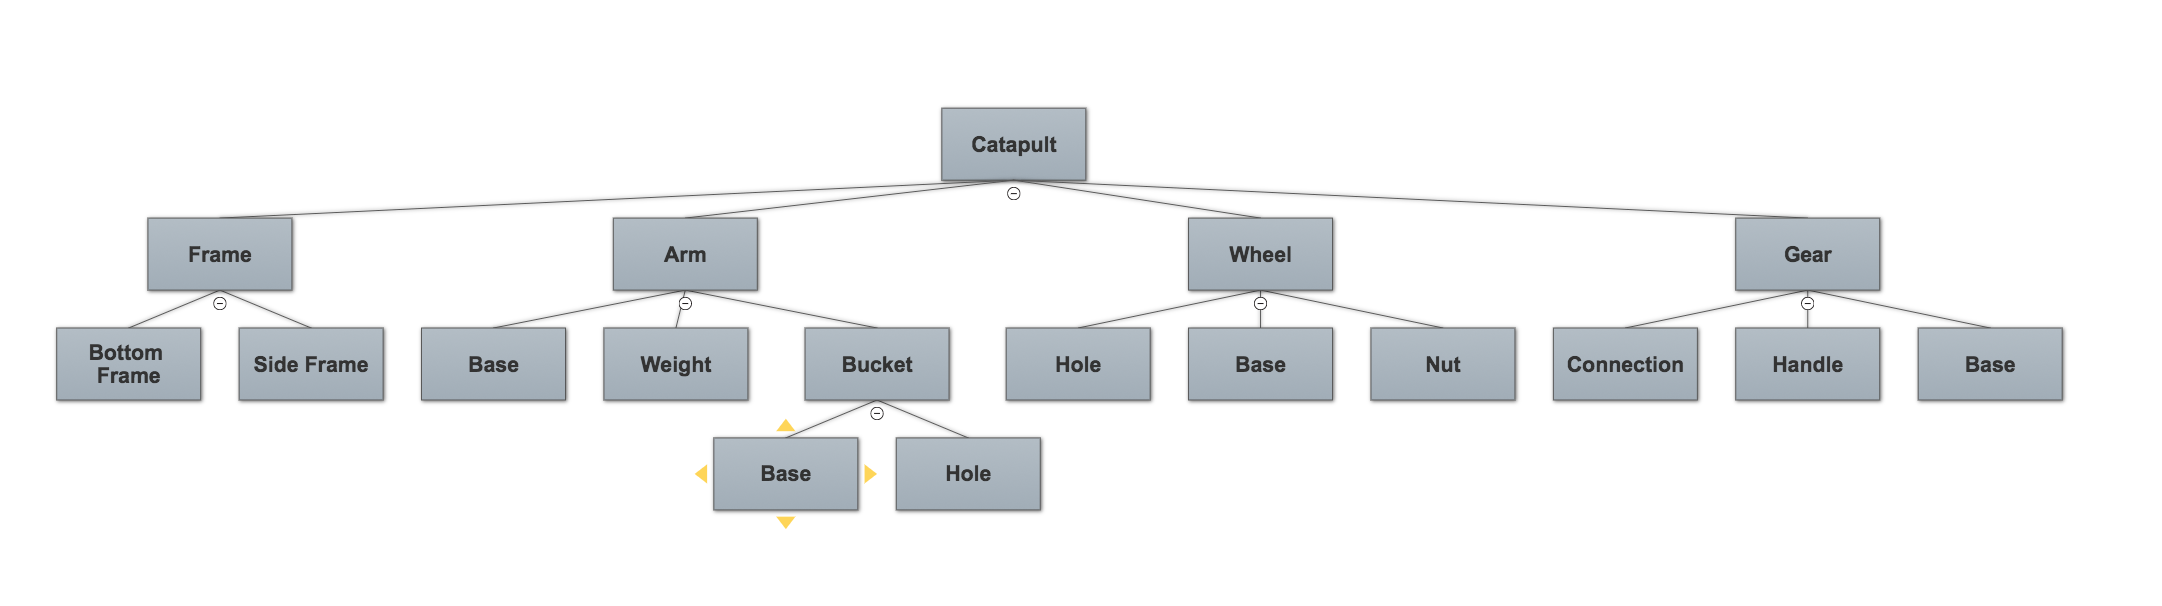 Catapult
Frame
Arm
Wheel
Gear
Bottom
Frame
Side Frame
Base
Weight
Bucket
Hole
Base
Nut
Connection
Handle
Base
Base
Hole